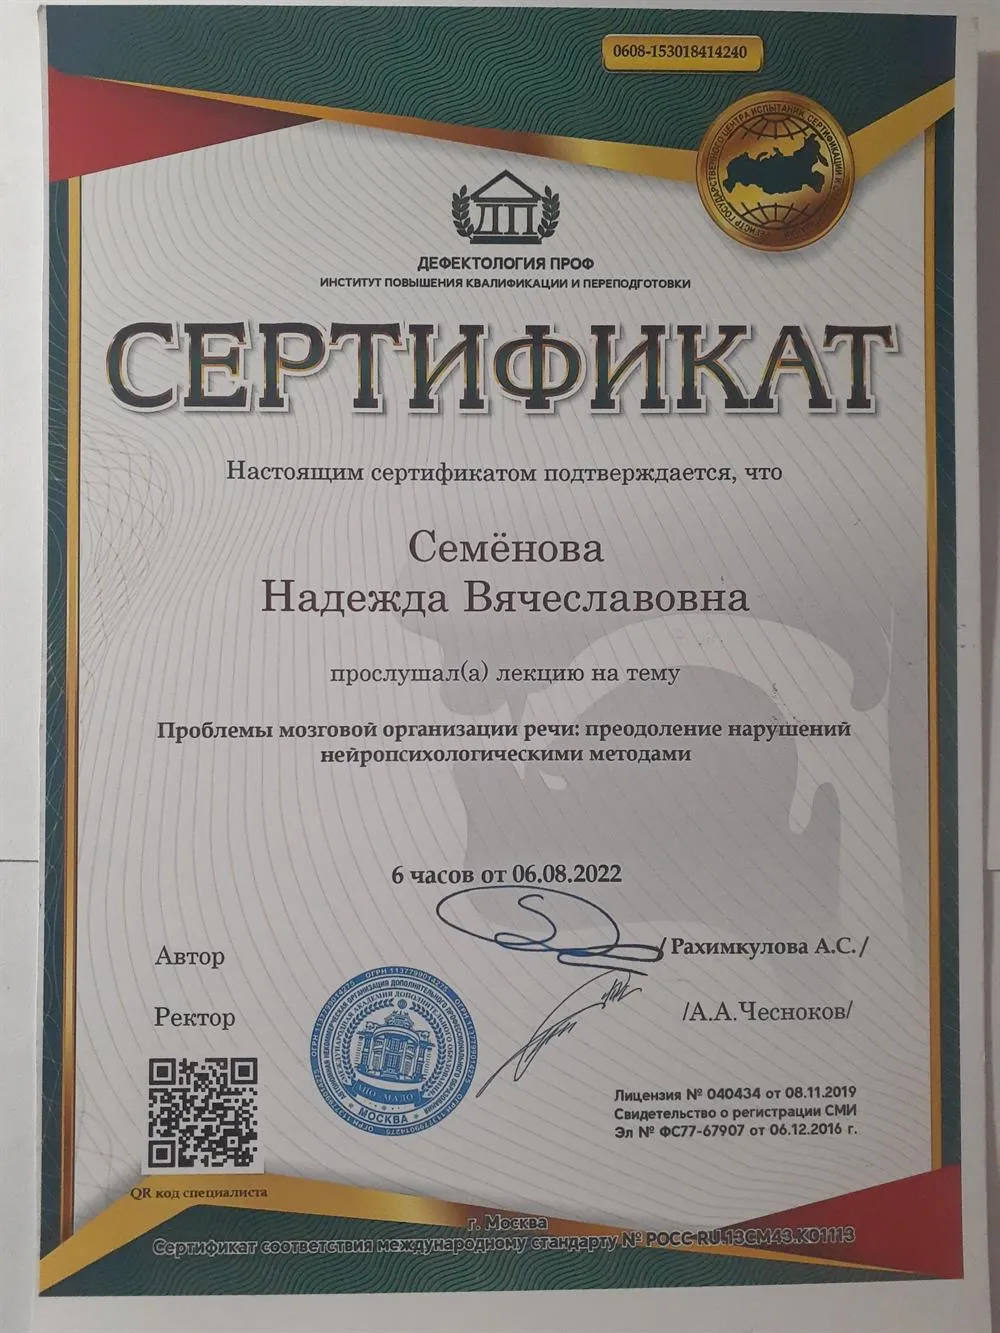 0608-153018414240
ДП
ДЕФЕКТОЛОГИЯ ПРОФ
ИНСТИТУТ ПОВЫШЕНИЯ КВАЛИФИКАЦИИ И ПЕРЕПОДГОТОВКИ
СЕРТИФИКАТ
Настоящим сертификатом подтверждается, что
Семёнова
Надежда Вячеславовна
прослушал(а) лекцию на тему
Проблемы мозговой организации речи: преодоление нарушений
нейропсихологическими методами
6 часов от 06.08.2022
Автор
/ Рахимкулова А.С. /
Ректор
/А.А.Чесноков/
МОСКВА
Лицензия № 040434 от 08.11.2019
Свидетельство о регистрации СМИ
Эл № ФС77-67907 от 06.12.2016 г.
QR код специалиста
г. Москва
Сертификат соответствия международному стандарту № РОСС RU.13СМ43.К01113